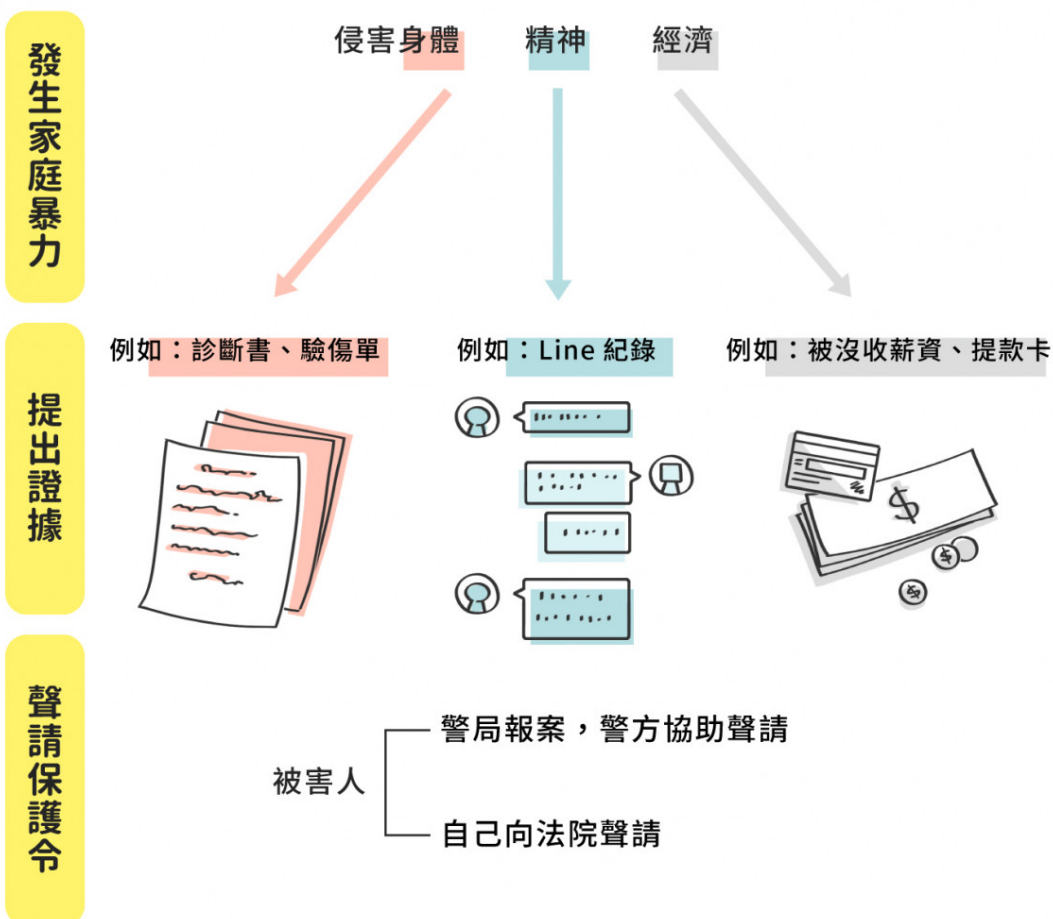 發生家庭暴力
侵害身體 精神 經濟
提出證據
例如：診斷書、驗傷單
例如：Line 紀錄
例如：被沒收薪資、提款卡
$
$
$
聲請保護令
被害人
警局報案，警方協助聲請
自己向法院聲請